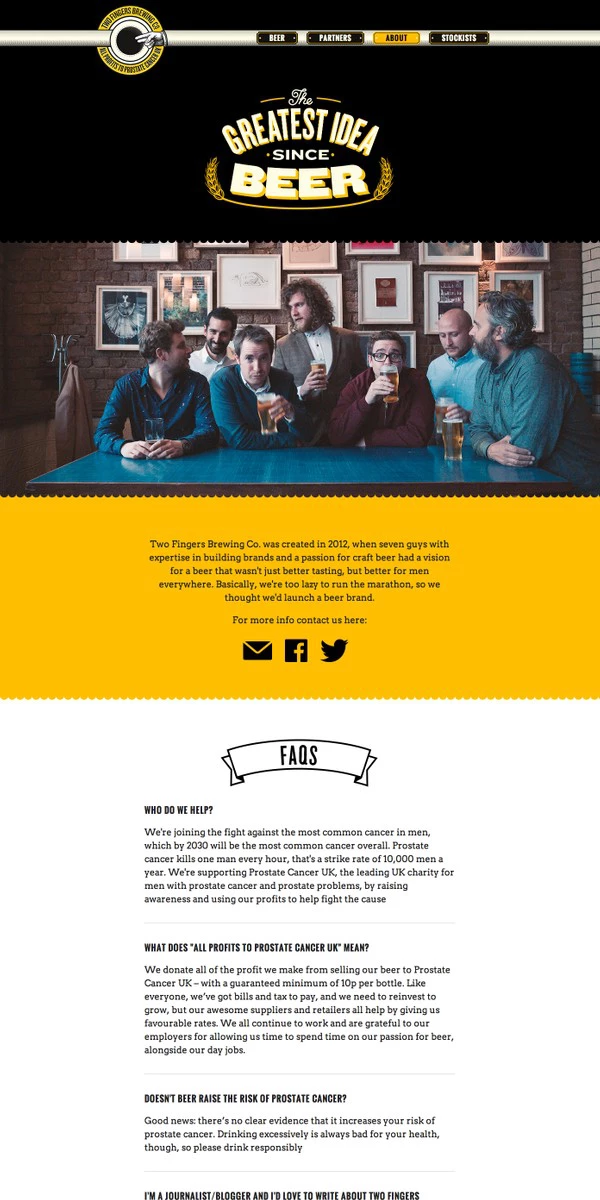 TWO FINGERS BREWING CO.
ALL PROFITS TO PROSTATE CANCER UK
BEER
PARTNERS
ABOUT
STOCKISTS
The
GREATEST IDEA
SINCE
BEER
Two Fingers Brewing Co. was created in 2012, when seven guys with
expertise in building brands and a passion for craft beer had a vision
for a beer that wasn't just better tasting, but better for men
everywhere. Basically, we're too lazy to run the marathon, so we
thought we'd launch a beer brand.
For more info contact us here:
FAQS
WHO DO WE HELP?
We're joining the fight against the most common cancer in men,
which by 2030 will be the most common cancer overall. Prostate
cancer kills one man every hour, that's a strike rate of 10,000 men a
year. We're supporting Prostate Cancer UK, the leading UK charity for
men with prostate cancer and prostate problems, by raising
awareness and using our profits to help fight the cause
WHAT DOES "ALL PROFITS TO PROSTATE CANCER UK" MEAN?
We donate all of the profit we make from selling our beer to Prostate
Cancer UK – with a guaranteed minimum of 10p per bottle. Like
everyone, we’ve got bills and tax to pay, and we need to reinvest to
grow, but our awesome suppliers and retailers all help by giving us
favourable rates. We all continue to work and are grateful to our
employers for allowing us time to spend time on our passion for beer,
alongside our day jobs.
DOESN'T BEER RAISE THE RISK OF PROSTATE CANCER?
Good news: there’s no clear evidence that it increases your risk of
prostate cancer. Drinking excessively is always bad for your health,
though, so please drink responsibly
I'M A JOURNALIST/BLOGGER AND I'D LOVE TO WRITE ABOUT TWO FINGERS